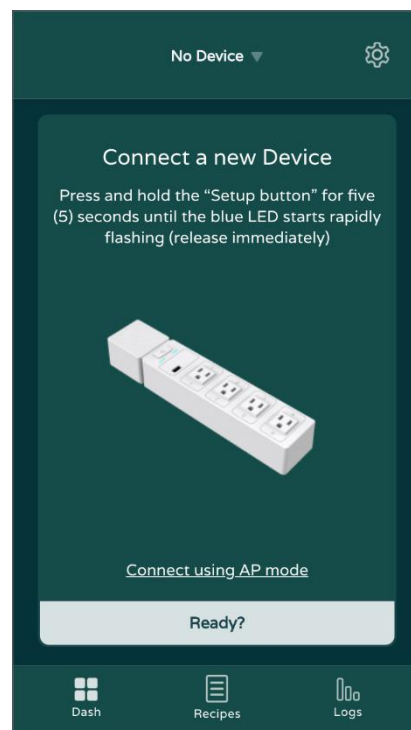 No Device
Connect a new Device
Press and hold the “Setup button” for five
(5) seconds until the blue LED starts rapidly
flashing (release immediately)
Connect using AP mode
Ready?
Dash
Recipes
Logs